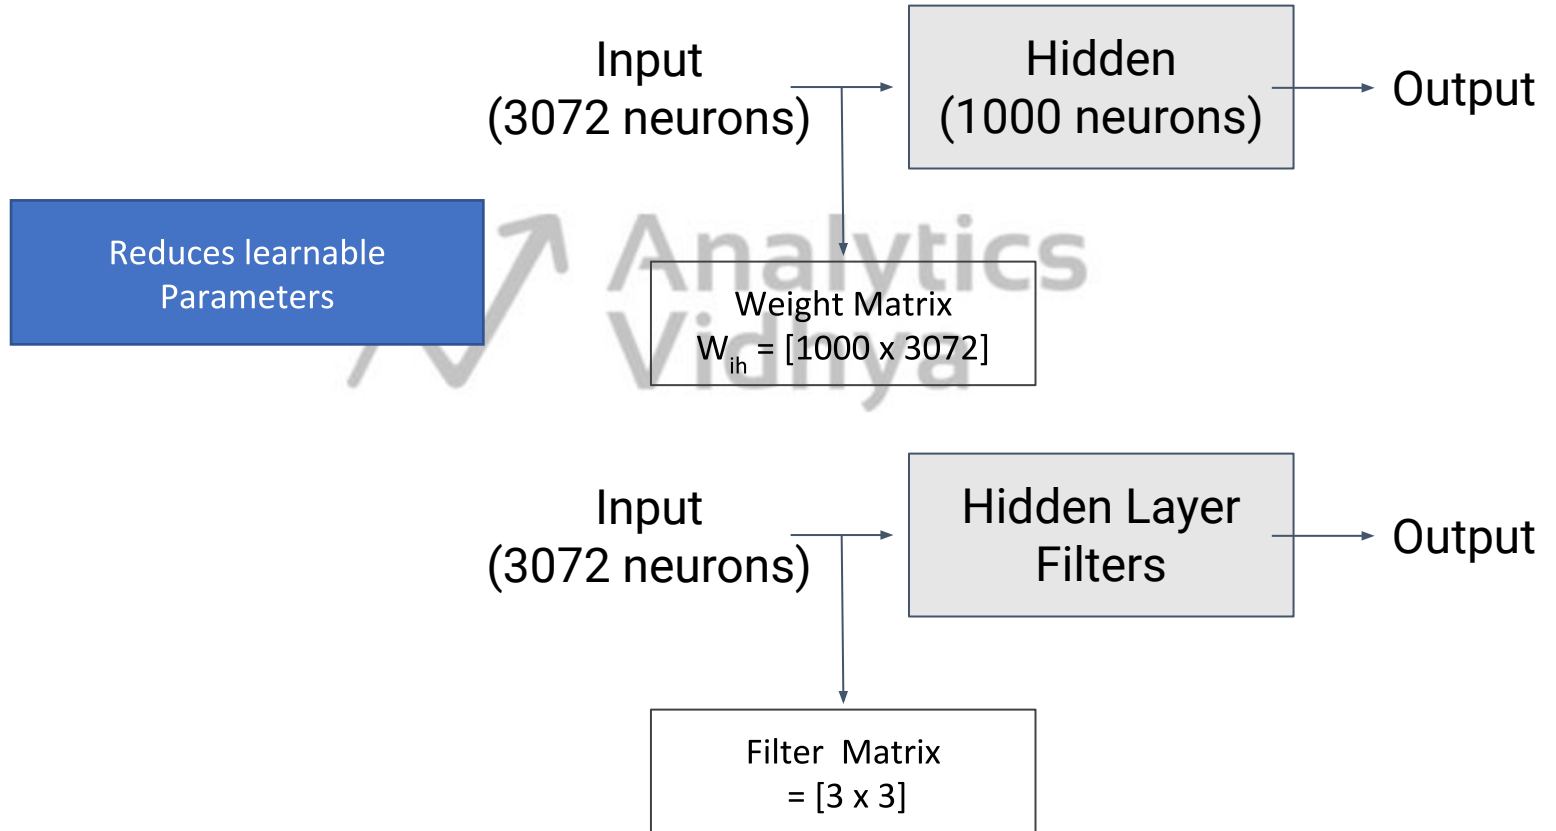 Input
(3072 neurons)
Hidden
(1000 neurons)
Output
Reduces learnable
Parameters
Analytics
Vidhya
Weight Matrix
W_ih = [1000 x 3072]
Input
(3072 neurons)
Hidden Layer
Filters
Output
Filter  Matrix
= [3 x 3]